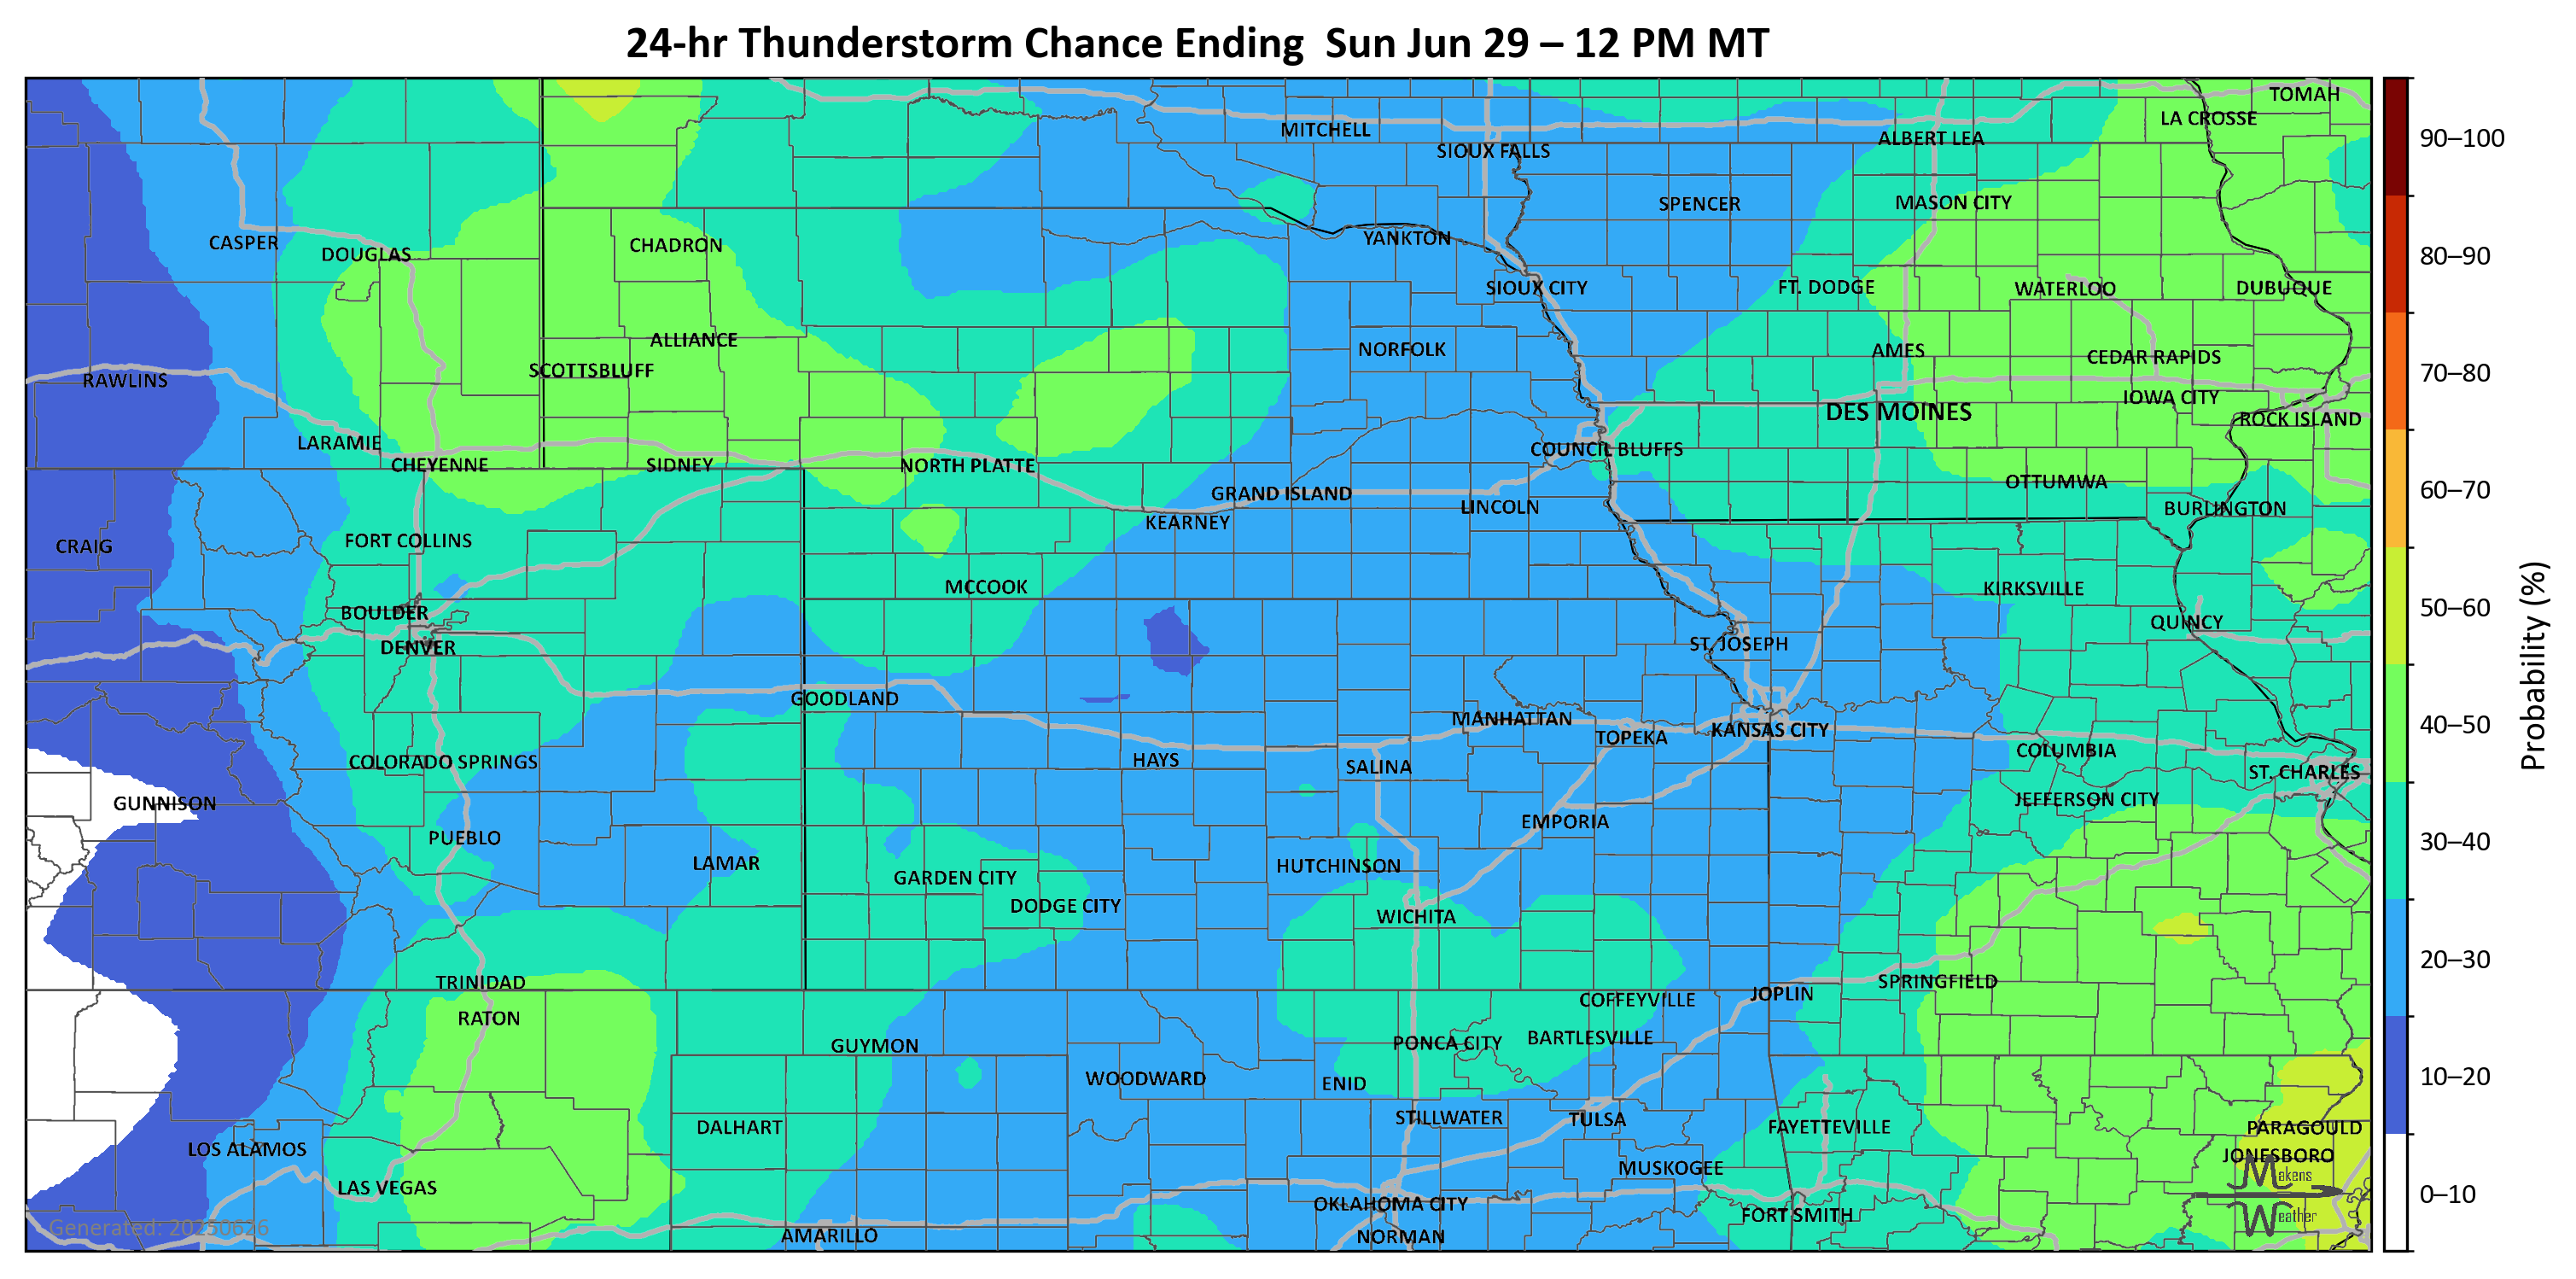 24-hr Thunderstorm Chance Ending  Sun Jun 29 – 12 PM MT
TOMAH
LA CROSSE
MITCHELL
ALBERT LEA
SIOUX FALLS
SPENCER
MASON CITY
CASPER
DOUGLAS
CHADRON
YANKTON
SIOUX CITY
FT. DODGE
WATERLOO
DUBUQUE
ALLIANCE
NORFOLK
AMES
CEDAR RAPIDS
SCOTTSBLUFF
RAWLINS
IOWA CITY
DES MOINES
ROCK ISLAND
LARAMIE
COUNCIL BLUFFS
CHEYENNE
SIDNEY
NORTH PLATTE
OTTUMWA
GRAND ISLAND
LINCOLN
BURLINGTON
KEARNEY
FORT COLLINS
CRAIG
MCCOOK
KIRKSVILLE
BOULDER
QUINCY
DENVER
ST. JOSEPH
GOODLAND
MANHATTAN
TOPEKA
KANSAS CITY
COLUMBIA
COLORADO SPRINGS
HAYS
SALINA
ST. CHARLES
GUNNISON
JEFFERSON CITY
EMPORIA
PUEBLO
LAMAR
HUTCHINSON
GARDEN CITY
DODGE CITY
WICHITA
TRINIDAD
SPRINGFIELD
COFFEYVILLE
JOPLIN
RATON
GUYMON
PONCA CITY
BARTLESVILLE
WOODWARD
ENID
STILLWATER
TULSA
DALHART
FAYETTEVILLE
PARAGOULD
LOS ALAMOS
JONESBORO
MUSKOGEE
LAS VEGAS
OKLAHOMA CITY
FORT SMITH
AMARILLO
NORMAN
Generated: 20250626
Makens
Weather
90–100
80–90
70–80
60–70
50–60
40–50
30–40
20–30
10–20
0–10
Probability (%)